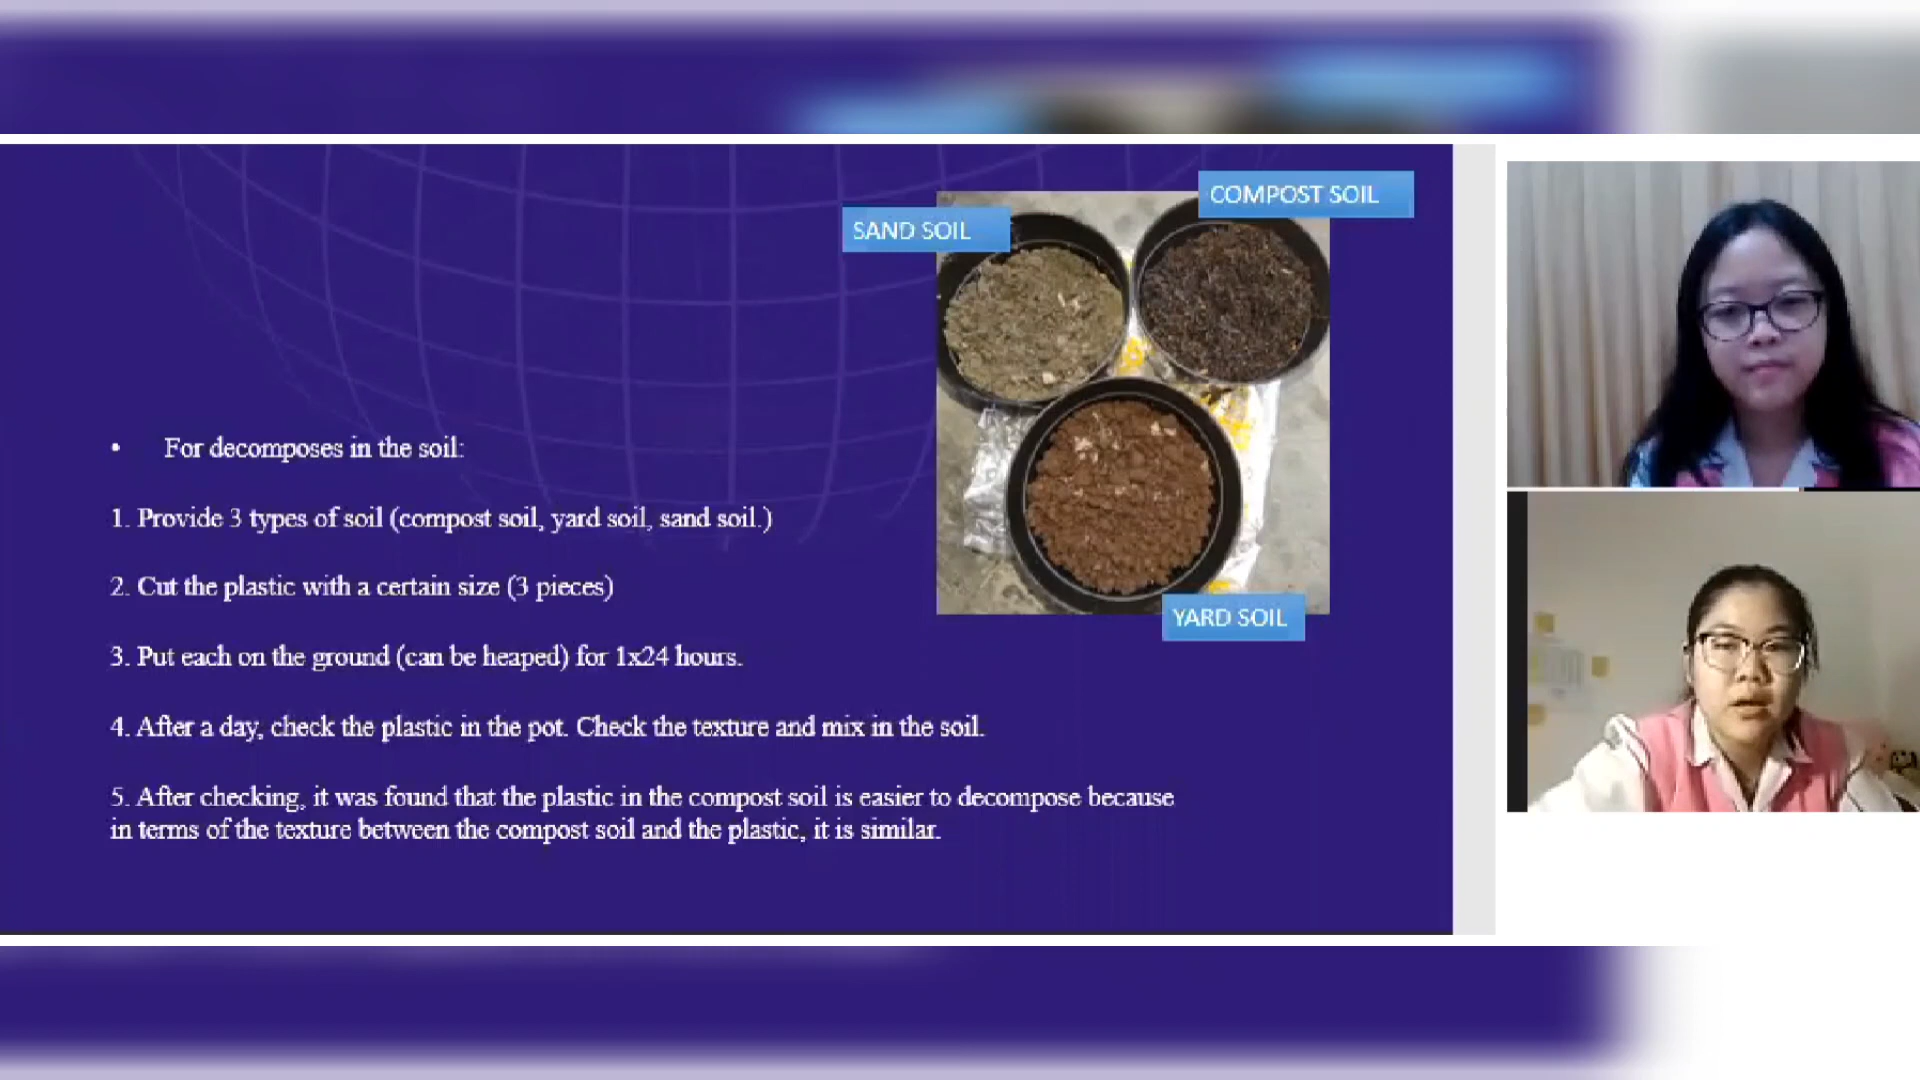 COMPOST SOIL
SAND SOIL
YARD SOIL
• For decomposes in the soil:
1. Provide 3 types of soil (compost soil, yard soil, sand soil.)
2. Cut the plastic with a certain size (3 pieces)
3. Put each on the ground (can be heaped) for 1x24 hours.
4. After a day, check the plastic in the pot. Check the texture and mix in the soil.
5. After checking, it was found that the plastic in the compost soil is easier to decompose because
in terms of the texture between the compost soil and the plastic, it is similar.